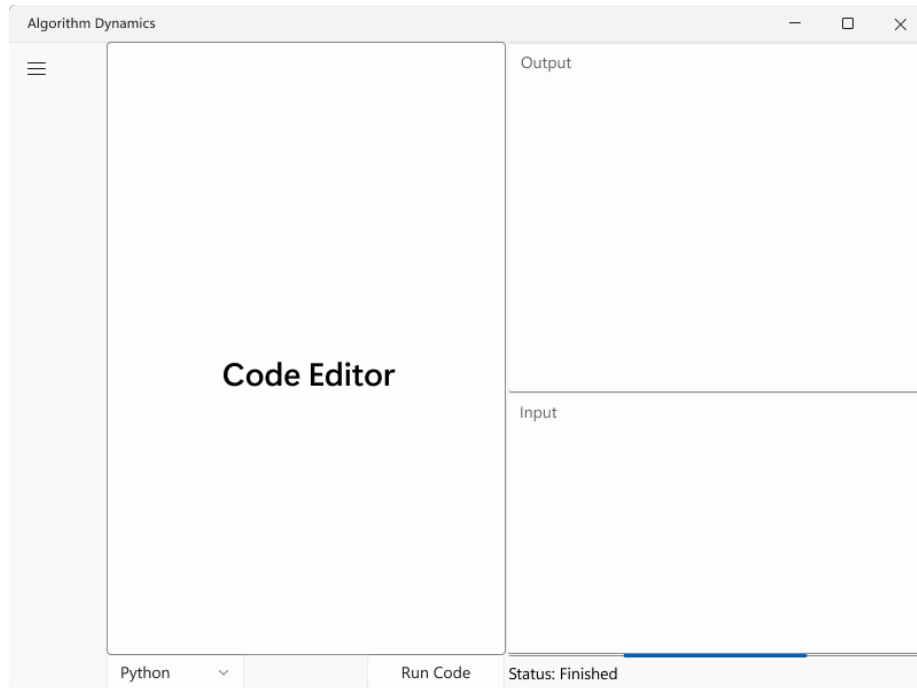 Algorithm Dynamics
Output
Code Editor
Input
Python
Run Code
Status: Finished